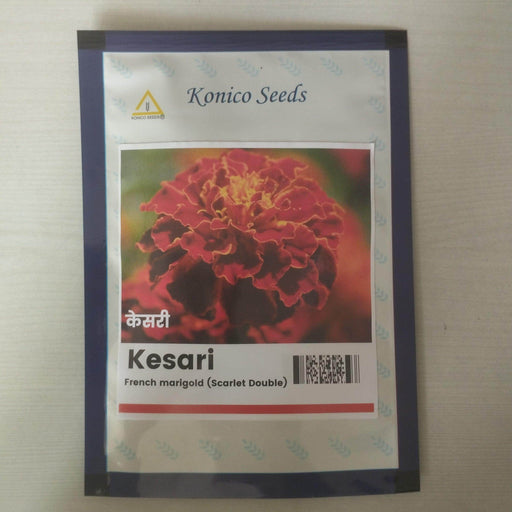 Konico Seeds
KONICO SEEDS
केसरी
Kesari
French marigold (Scarlet Double)